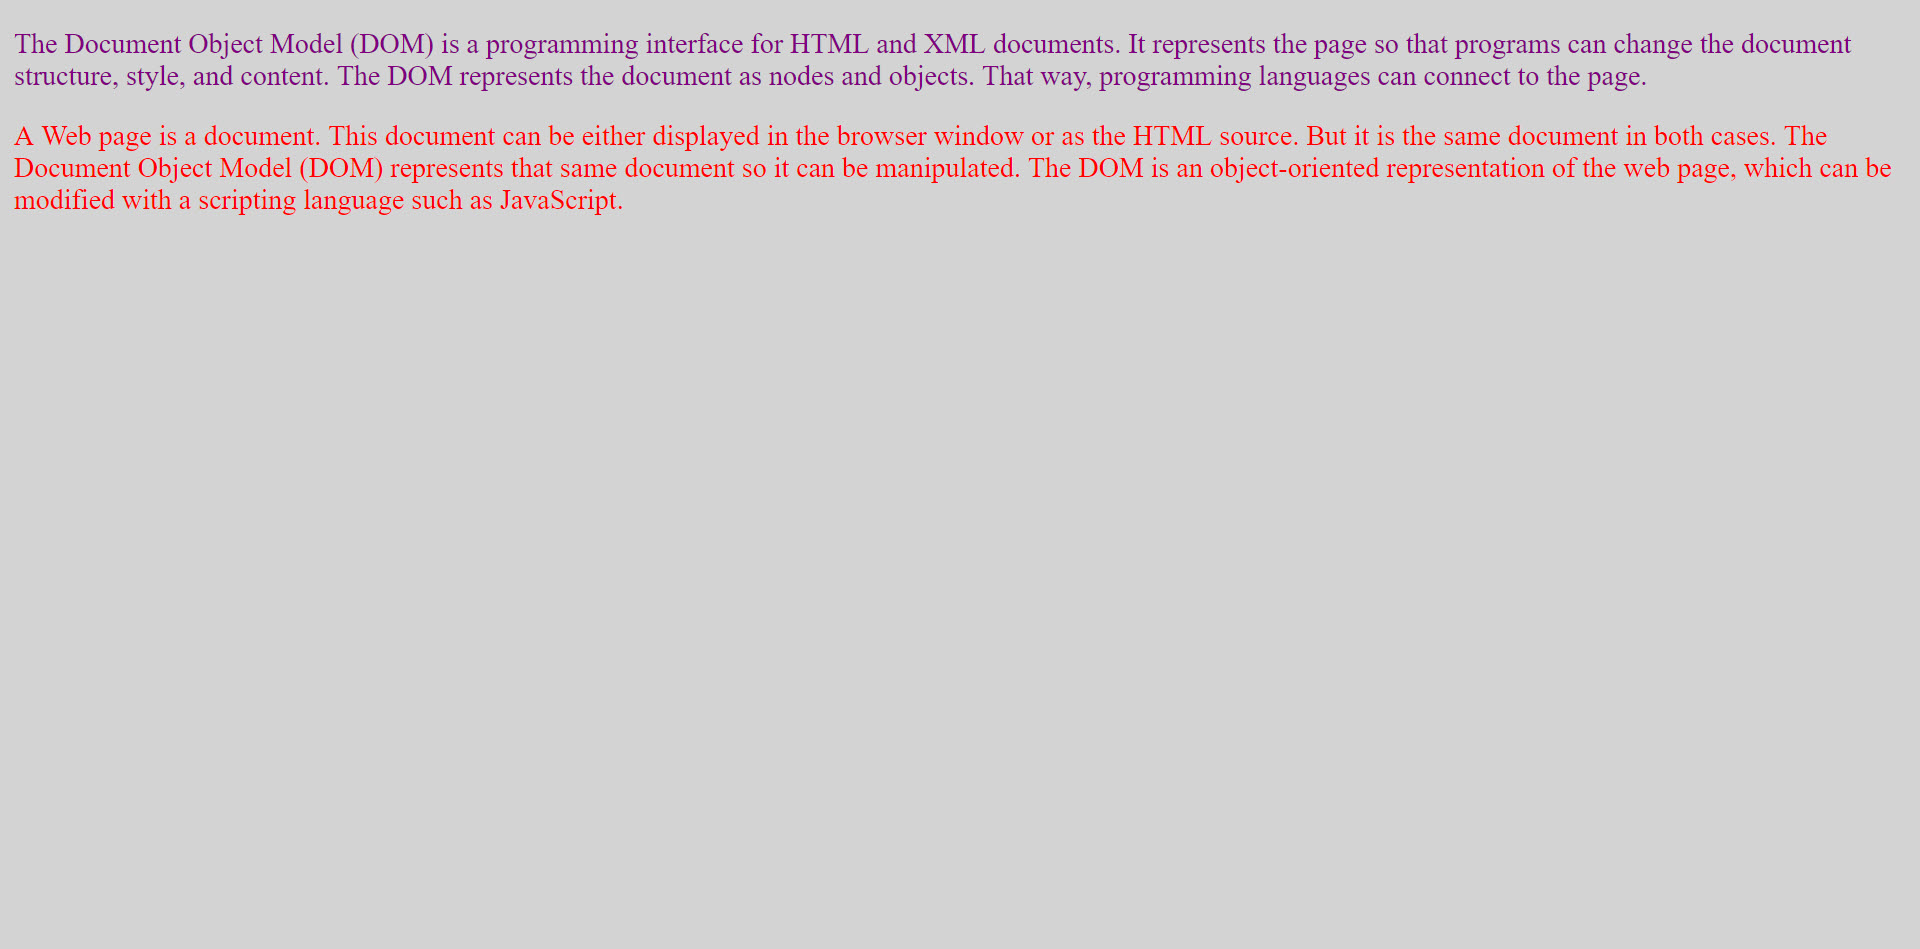 The Document Object Model (DOM) is a programming interface for HTML and XML documents. It represents the page so that programs can change the document
structure, style, and content. The DOM represents the document as nodes and objects. That way, programming languages can connect to the page.
A Web page is a document. This document can be either displayed in the browser window or as the HTML source. But it is the same document in both cases. The
Document Object Model (DOM) represents that same document so it can be manipulated. The DOM is an object-oriented representation of the web page, which can be
modified with a scripting language such as JavaScript.